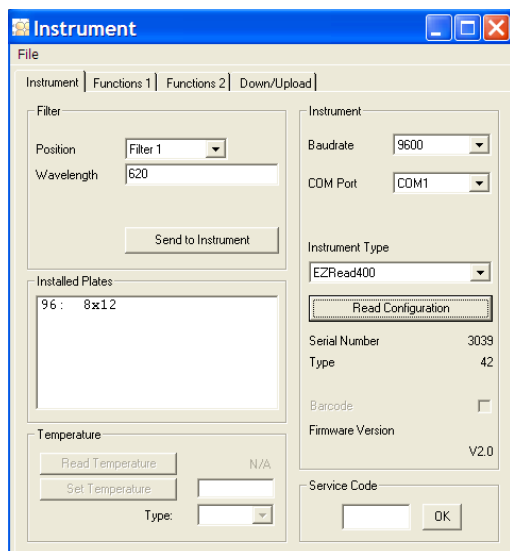 Instrument
File
Instrument Functions 1 Functions 2 Down/Upload
Filter
Position Filter 1
Wavelength 620
Send to Instrument
Installed Plates
96: 8x12
Temperature
Read Temperature N/A
Set Temperature
Type:
Instrument
Baudrate 9600
COM Port COM1
Instrument Type
EZRead400
Read Configuration
Serial Number 3039
Type 42
Barcode
Firmware Version
V2.0
Service Code
OK